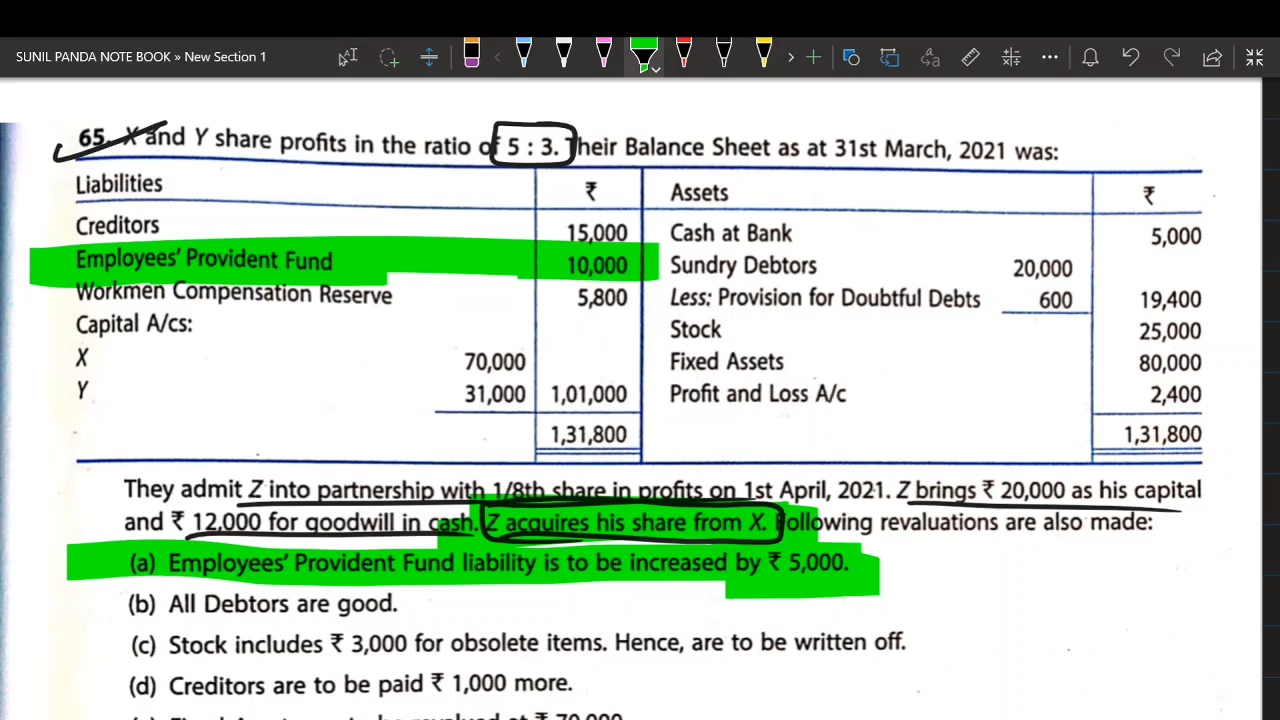 SUNIL PANDA NOTE BOOK » New Section 1
65. X and Y share profits in the ratio of 5 : 3. Their Balance Sheet as at 31st March, 2021 was:
Liabilities ₹ Assets ₹
Creditors 15,000 Cash at Bank 5,000
Employees' Provident Fund 10,000 Sundry Debtors 20,000
Workmen Compensation Reserve 5,800 Less: Provision for Doubtful Debts 600 19,400
Capital A/cs: Stock 25,000
X 70,000 Fixed Assets 80,000
Y 31,000 1,01,000 Profit and Loss A/c 2,400
1,31,800 1,31,800
They admit Z into partnership with 1/8th share in profits on 1st April, 2021. Z brings ₹ 20,000 as his capital
and ₹ 12,000 for goodwill in cash. Z acquires his share from X. Following revaluations are also made:
(a) Employees' Provident Fund liability is to be increased by ₹ 5,000.
(b) All Debtors are good.
(c) Stock includes ₹ 3,000 for obsolete items. Hence, are to be written off.
(d) Creditors are to be paid ₹ 1,000 more.